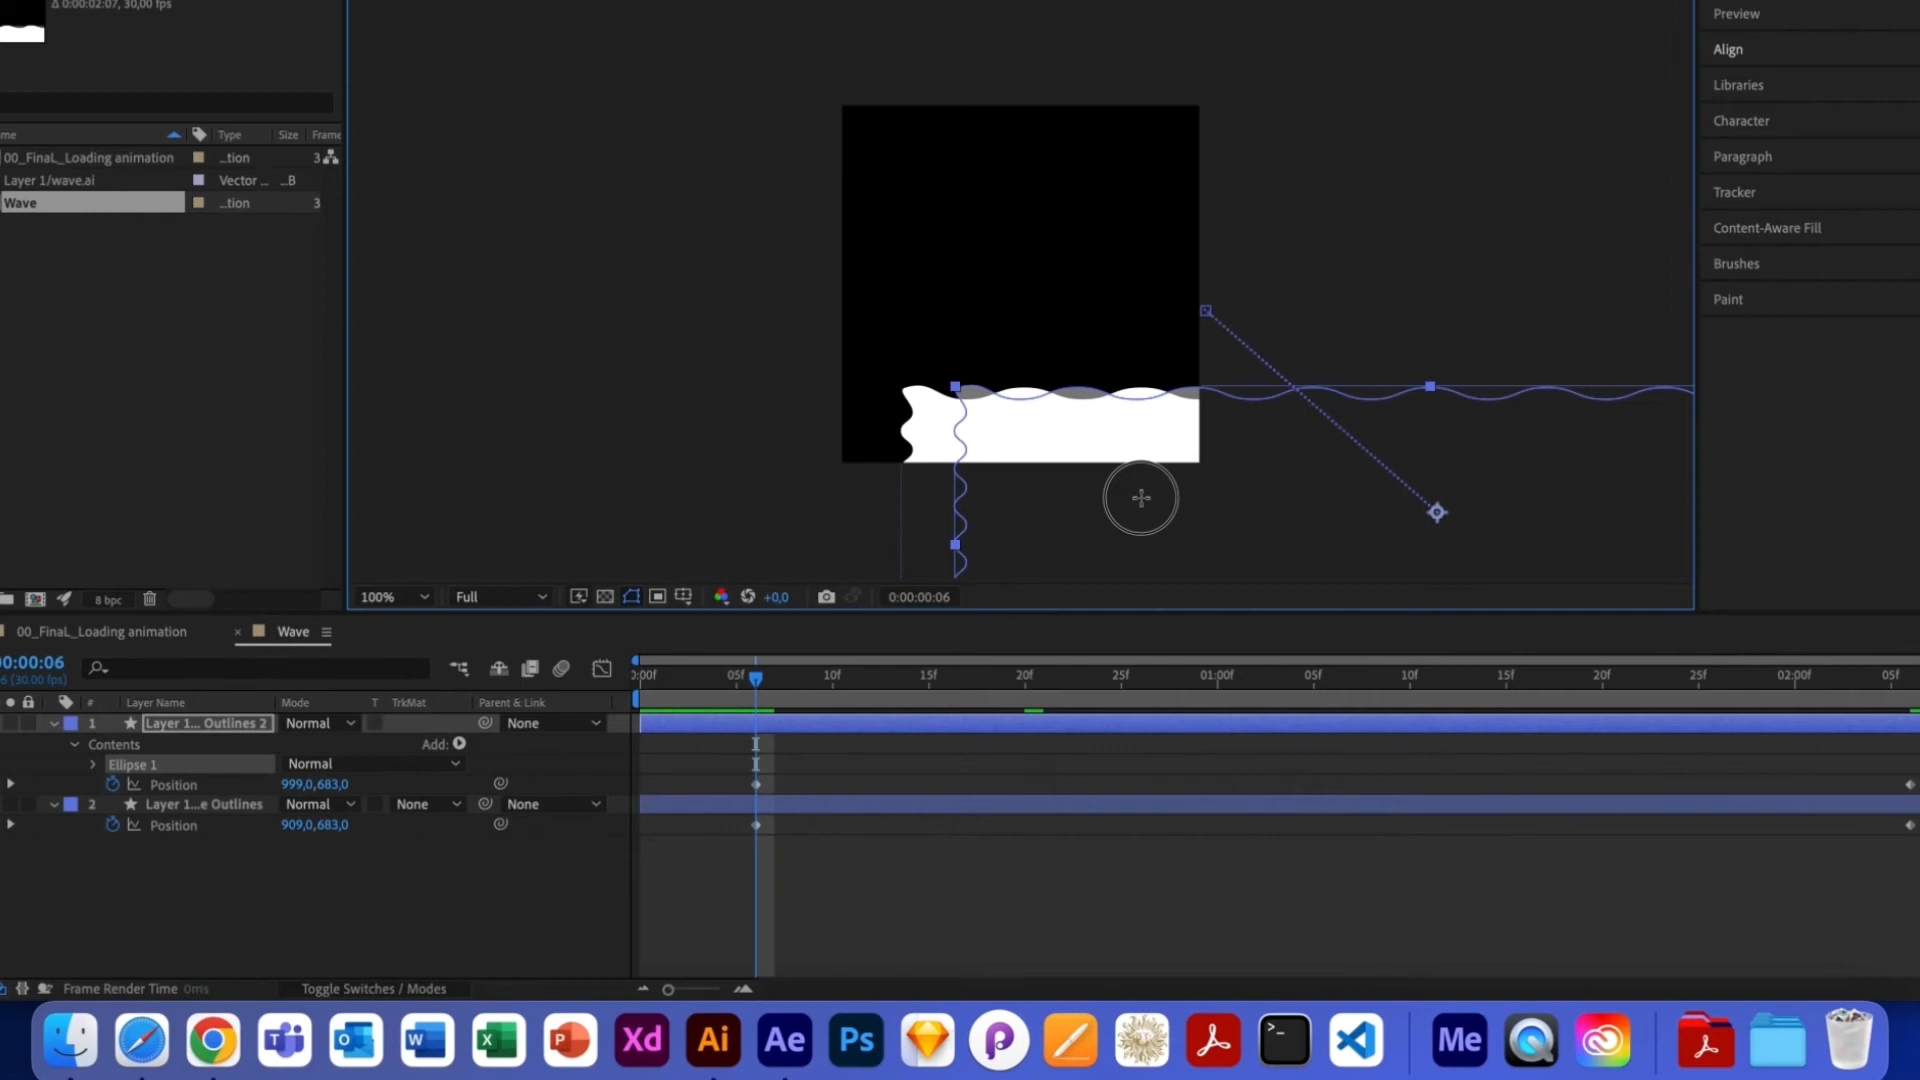 Δ 0:00:02:07, 30,00 fps
me Type Size Frame
00_FinaL_Loading animation ...tion 3
Layer 1/wave.ai Vector ... ...B
Wave ...tion 3
8 bpc
100% Full +0,0 0:00:00:06
Preview
Align
Libraries
Character
Paragraph
Tracker
Content-Aware Fill
Brushes
Paint
00_FinaL_Loading animation × Wave
00:00:06
6 (30.00 fps)
# Layer Name Mode T TrkMat Parent & Link
0:00f 05f 10f 15f 20f 25f 01:00f 05f 10f 15f 20f 25f 02:00f 05f
1 Layer 1... Outlines 2 Normal None
Contents Add:
Ellipse 1 Normal
Position 999,0,683,0
2 Layer 1...e Outlines Normal None None
Position 909,0,683,0
Frame Render Time 0ms Toggle Switches / Modes
Xd Ai Ae Ps Me